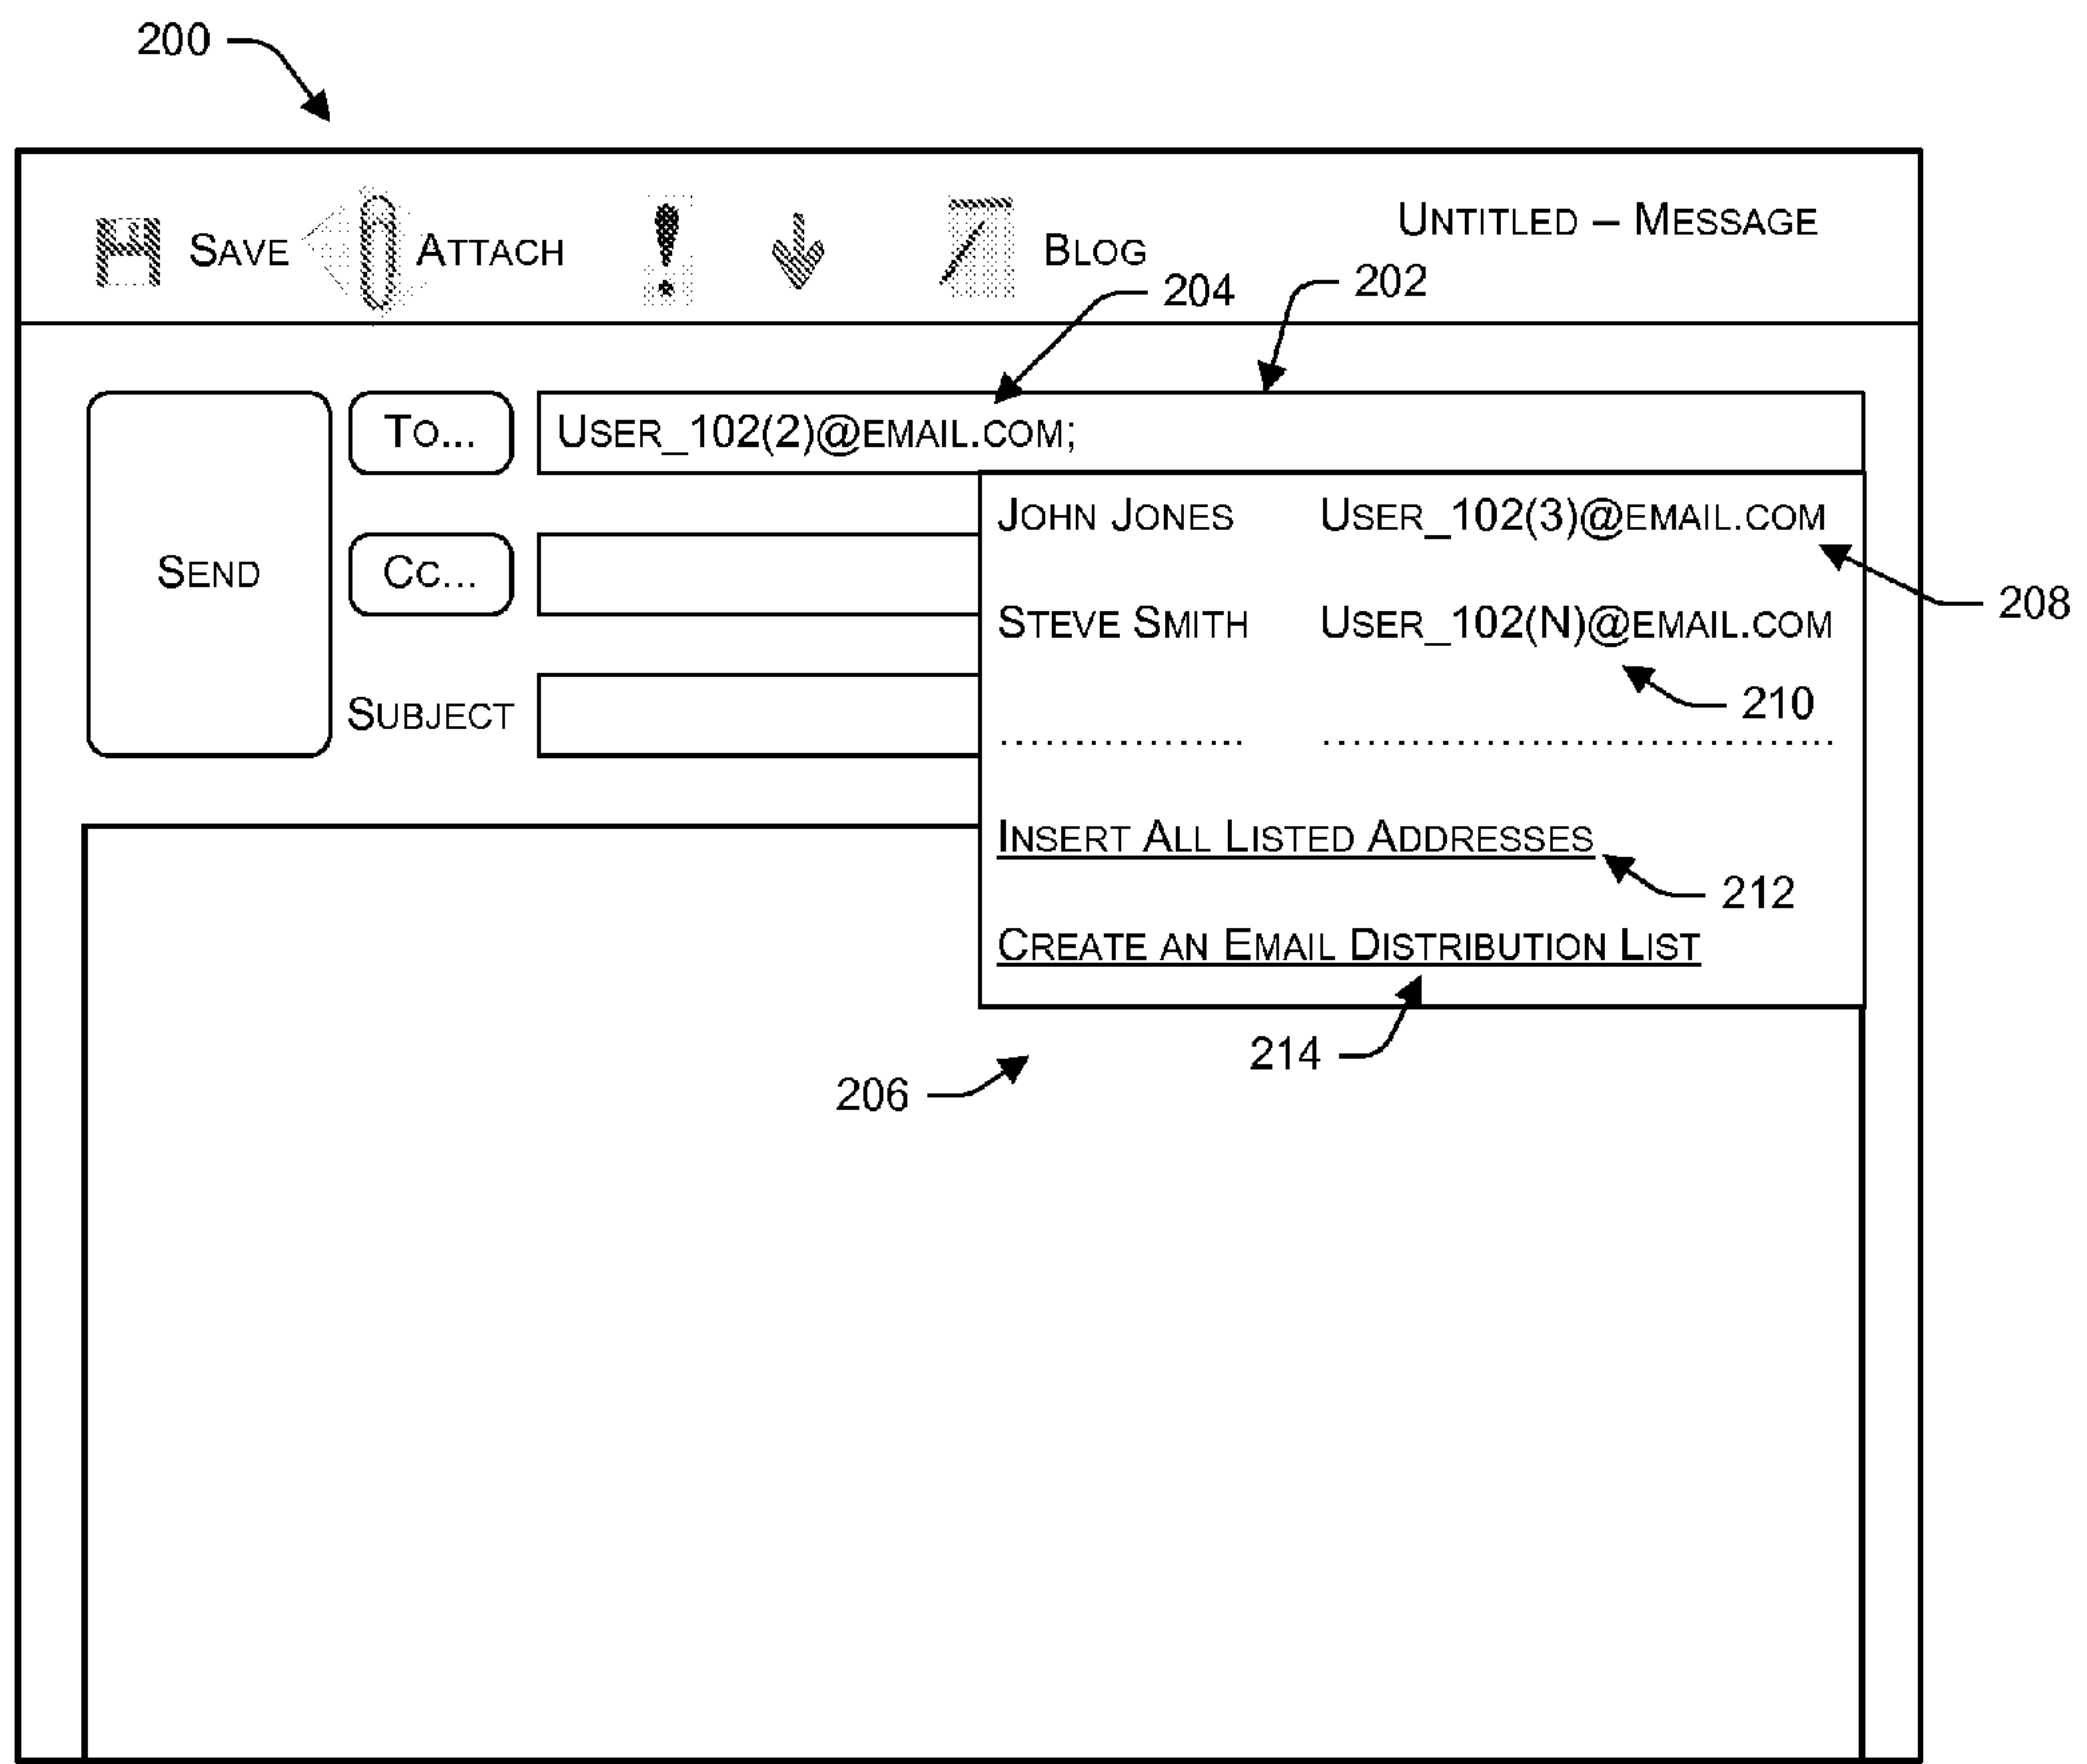 200
UNTITLED – MESSAGE
SAVE ATTACH BLOG
204 202
SEND TO... USER_102(2)@EMAIL.COM;
JOHN JONES USER_102(3)@EMAIL.COM
CC...
208
STEVE SMITH USER_102(N)@EMAIL.COM
210
SUBJECT
................. ....................................
INSERT ALL LISTED ADDRESSES
212
CREATE AN EMAIL DISTRIBUTION LIST
214
206